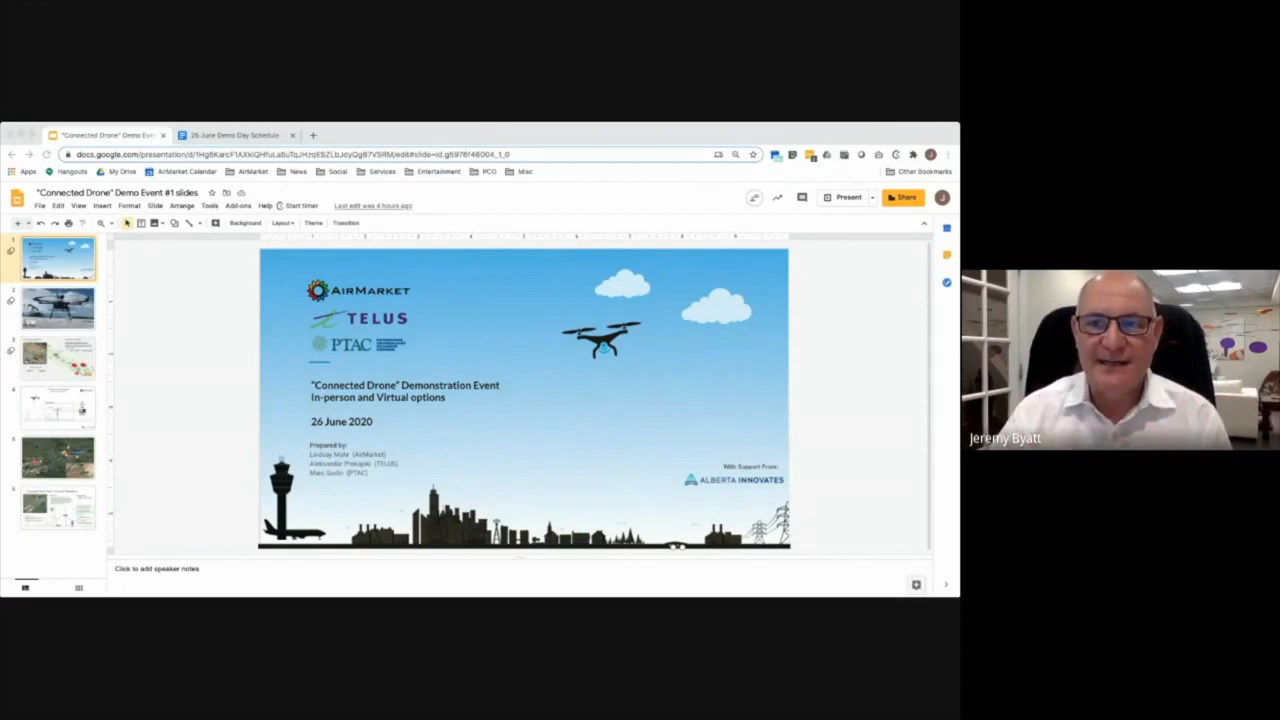 "Connected Drone" Demo Eve
25 June Demo Day Schedule
Apps
Hangouts
My Drive
AirMarket Calendar
AirMarket
News
Social
Services
Entertainment
PCO
Misc
Other Bookmarks
"Connected Drone" Demo Event #1 slides
File Edit View Insert Format Slide Arrange Tools Add-ons Help Start timer
Last edit was 4 hours ago
Present
Share
Background Layout Theme Transition
AIRMARKET
TELUS
PTAC
"Connected Drone" Demonstration Event
In-person and Virtual options
26 June 2020
Prepared by:
Lindsay Mohr (AirMarket)
Aleksandar Prekajski (TELUS)
Marc Godin (PTAC)
With Support From:
ALBERTA INNOVATES
Click to add speaker notes
Jeremy Byatt